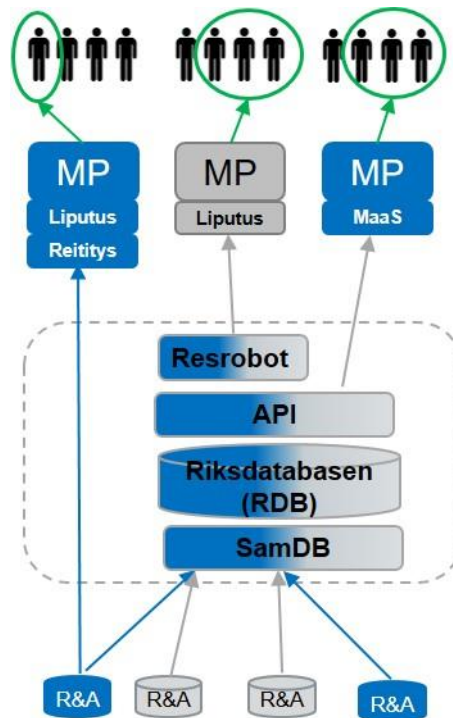 MP
Liputus
Reititys
MP
Liputus
MP
MaaS
Resrobot
API
Riksdatabasen
(RDB)
SamDB
R&A
R&A
R&A
R&A